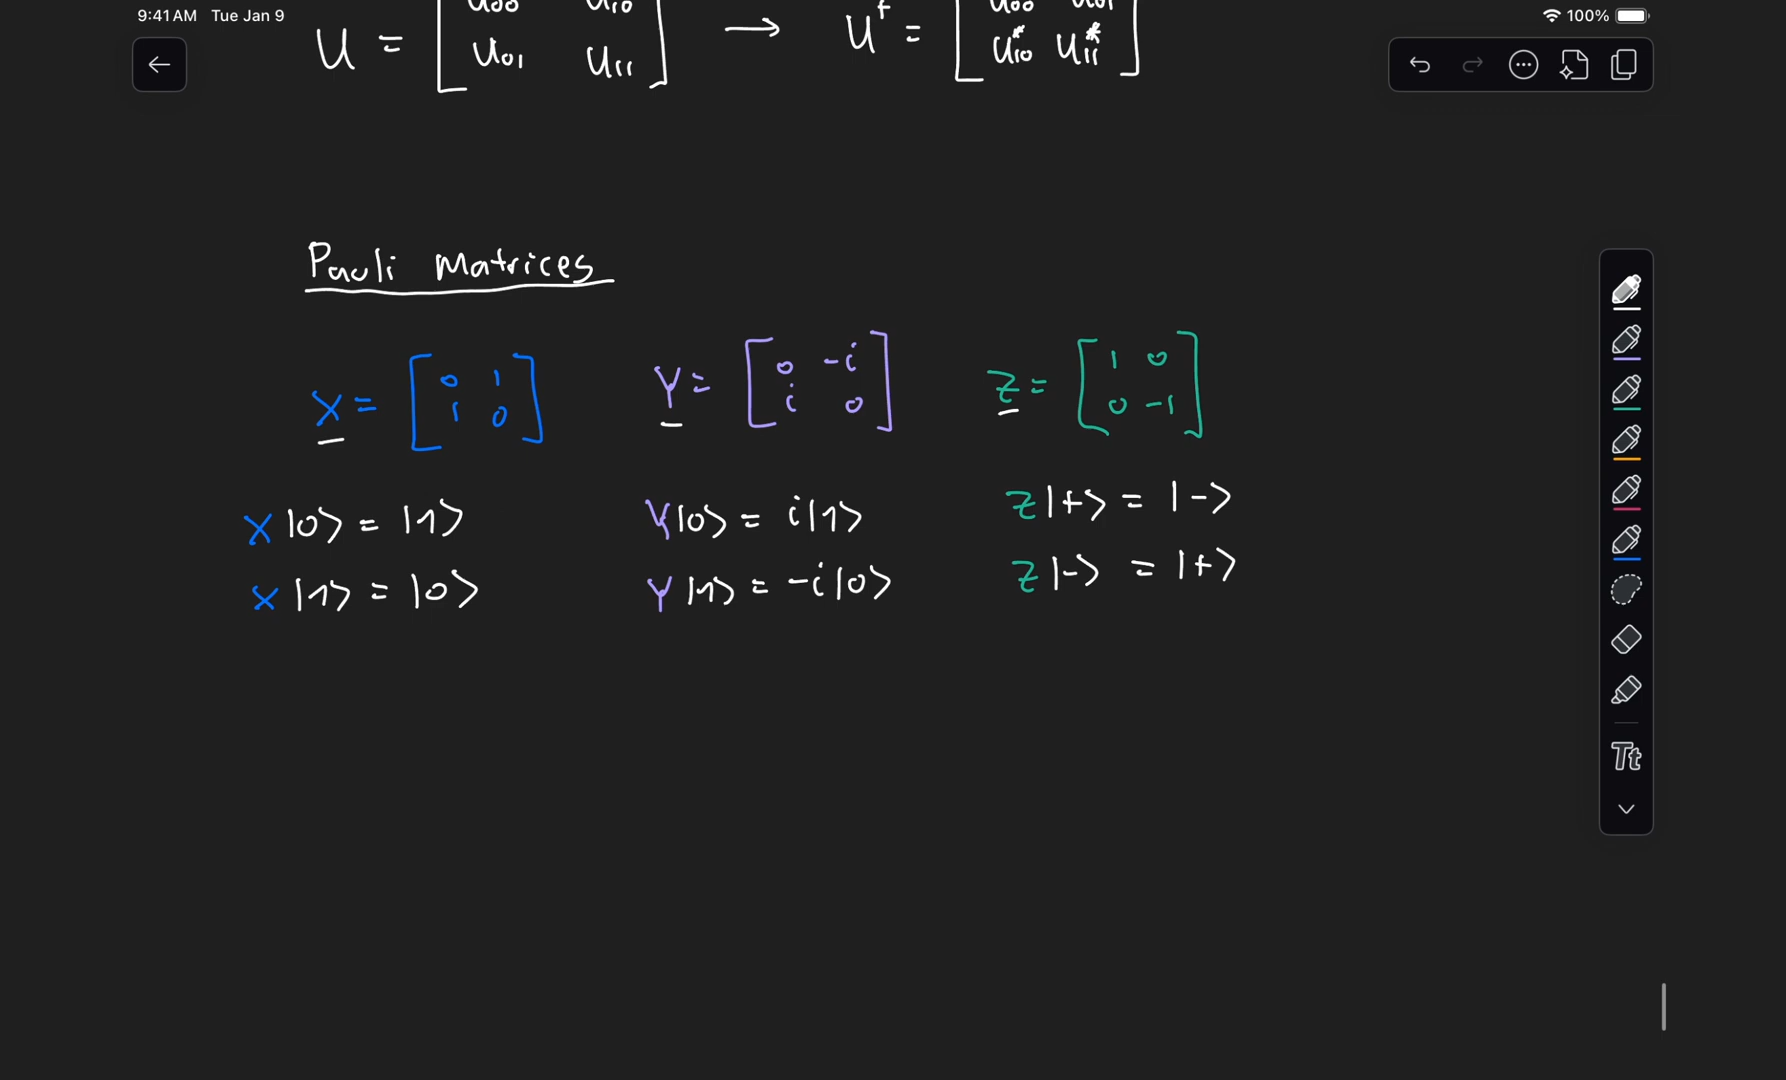 9:41 AM Tue Jan 9 100%
u₀₀ u₁₀ u₀₀ u₀₁
U = [ u₀₁ u₁₁ ] → U† = [ u₁₀* u₁₁* ]
Pauli Matrices
X = [ 0 1 Y = [ 0 -i Z = [ 1 0
1 0 ] i 0 ] 0 -1 ]
X|0⟩ = |1⟩ Y|0⟩ = i|1⟩ Z|+⟩ = |-⟩
X|1⟩ = |0⟩ Y|1⟩ = -i|0⟩ Z|-⟩ = |+⟩
Tt